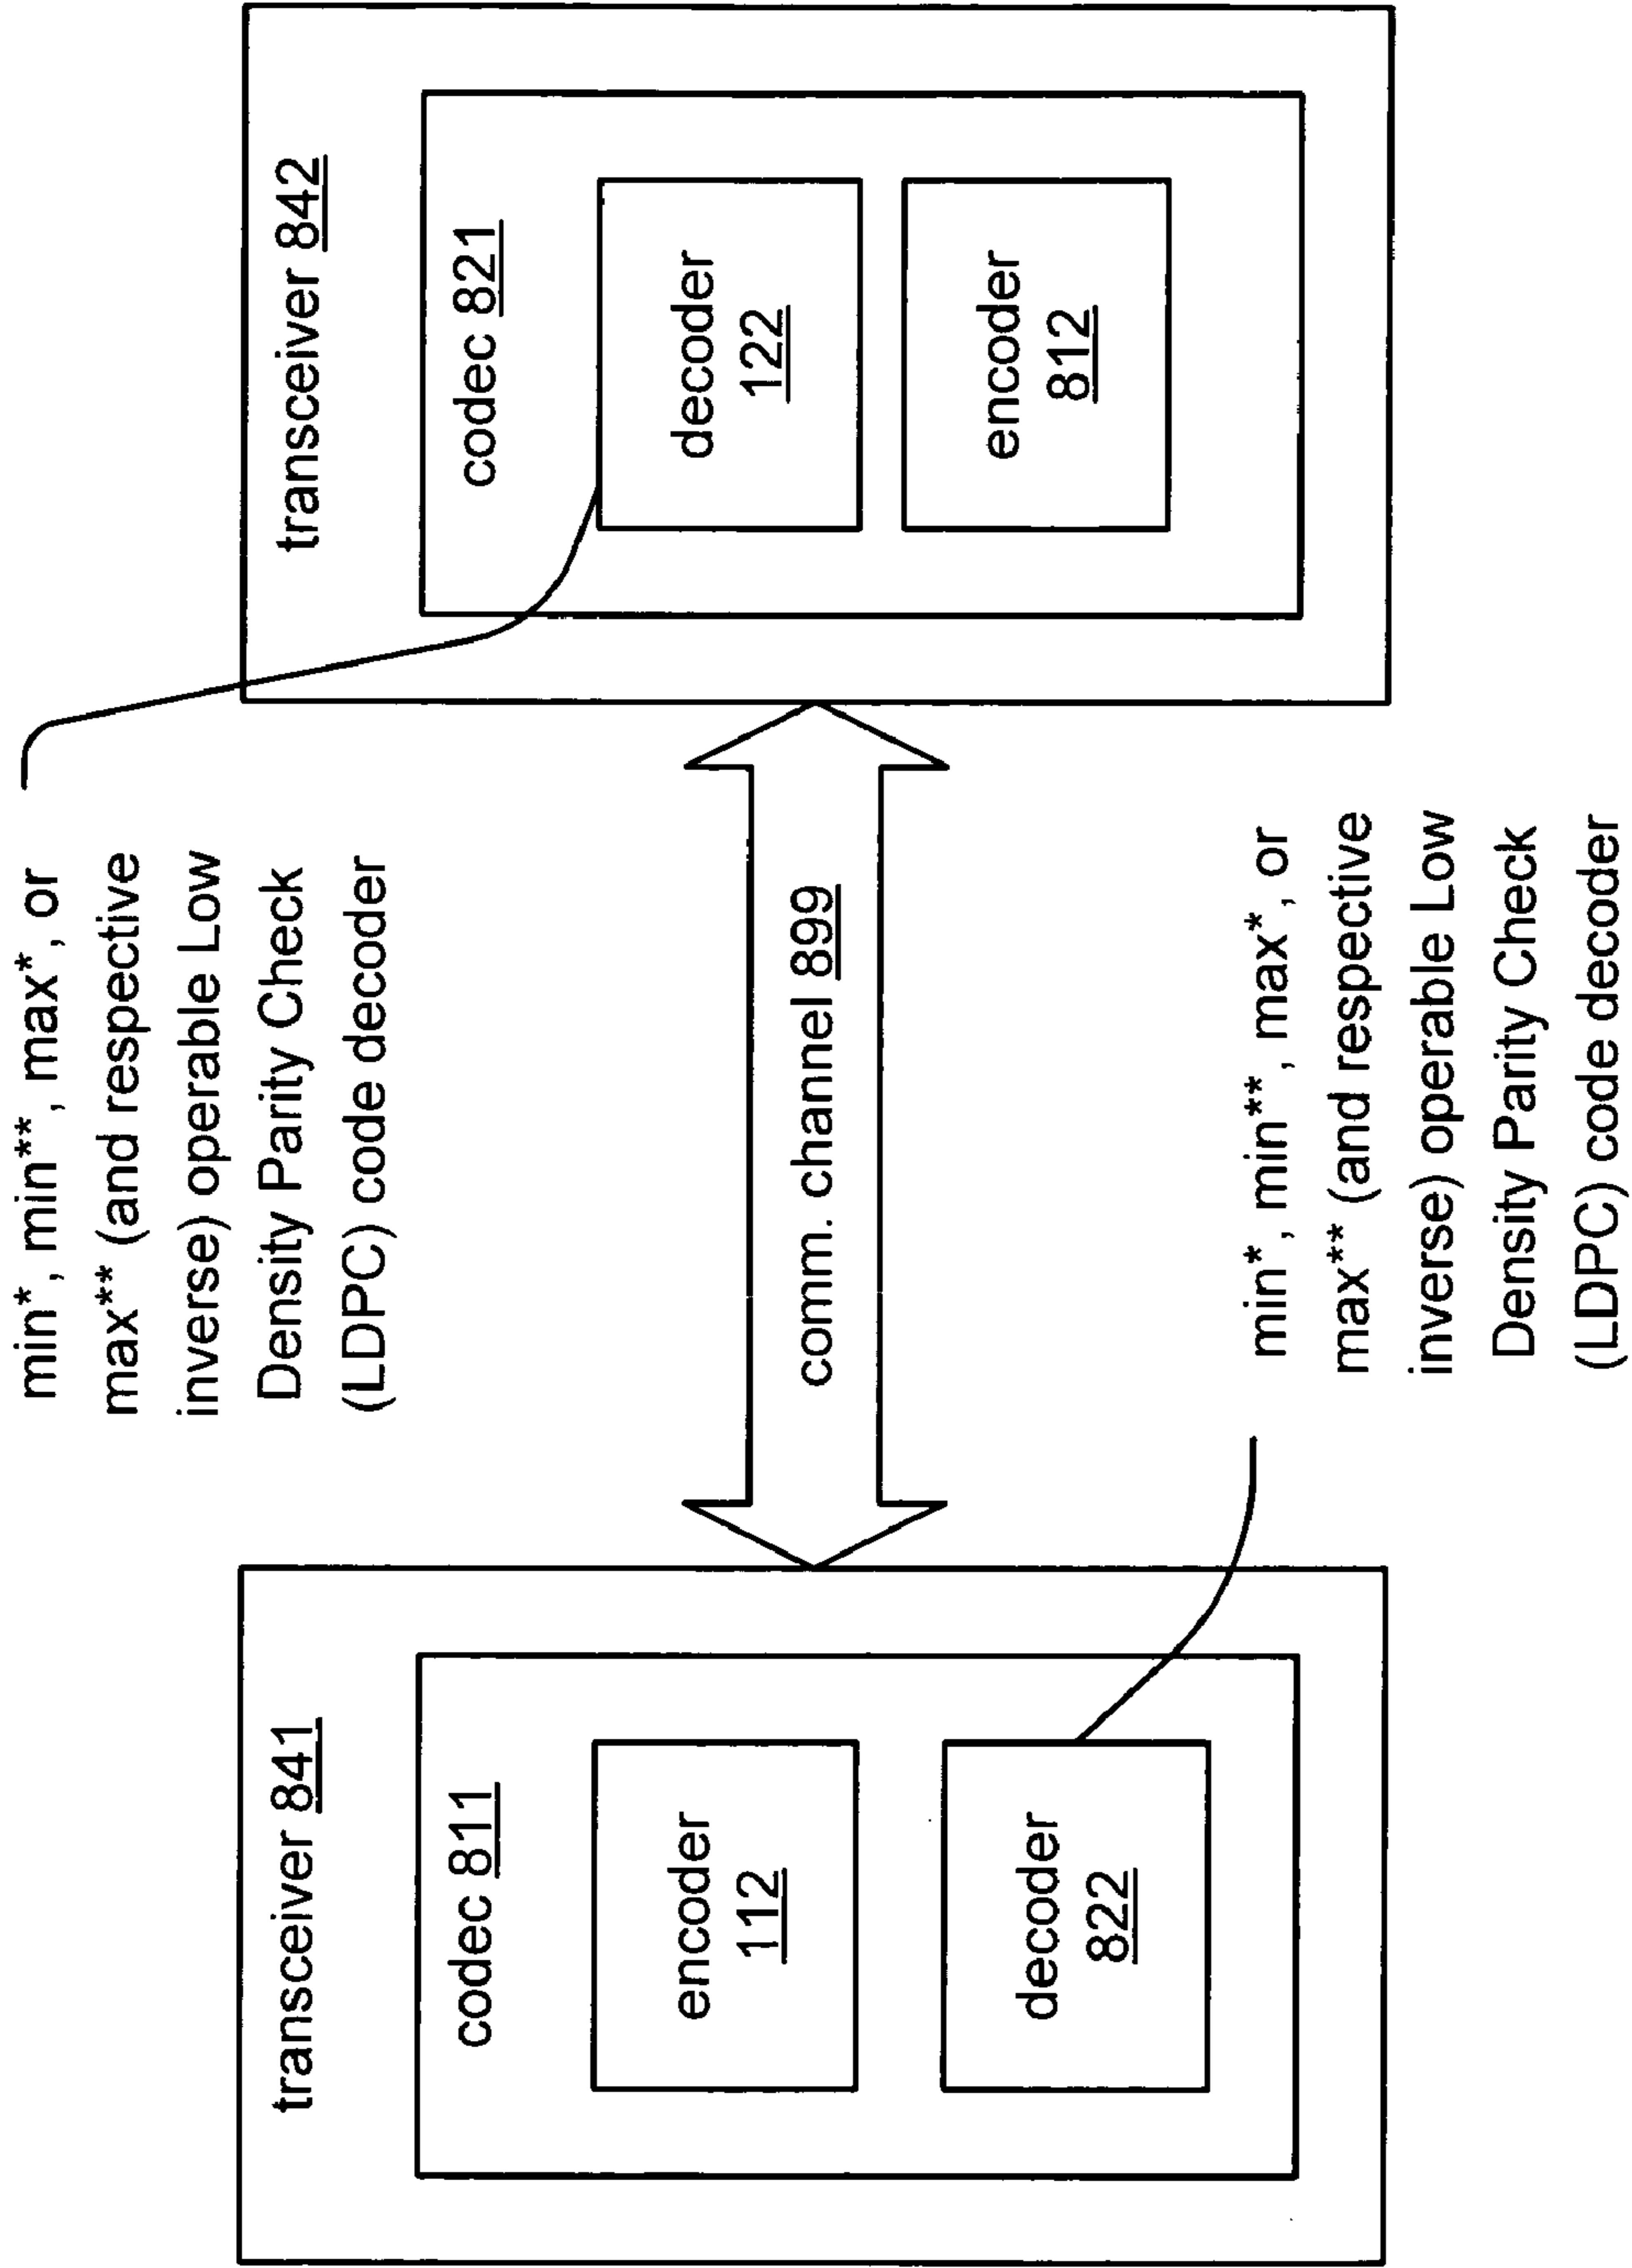 min*, min**, max*, or
max** (and respective
inverse) operable Low
Density Parity Check
(LDPC) code decoder
transceiver 841
codec 811
encoder
112
decoder
822
comm. channel 899
transceiver 842
codec 821
decoder
122
encoder
812
min*, min**, max*, or
max** (and respective
inverse) operable Low
Density Parity Check
(LDPC) code decoder